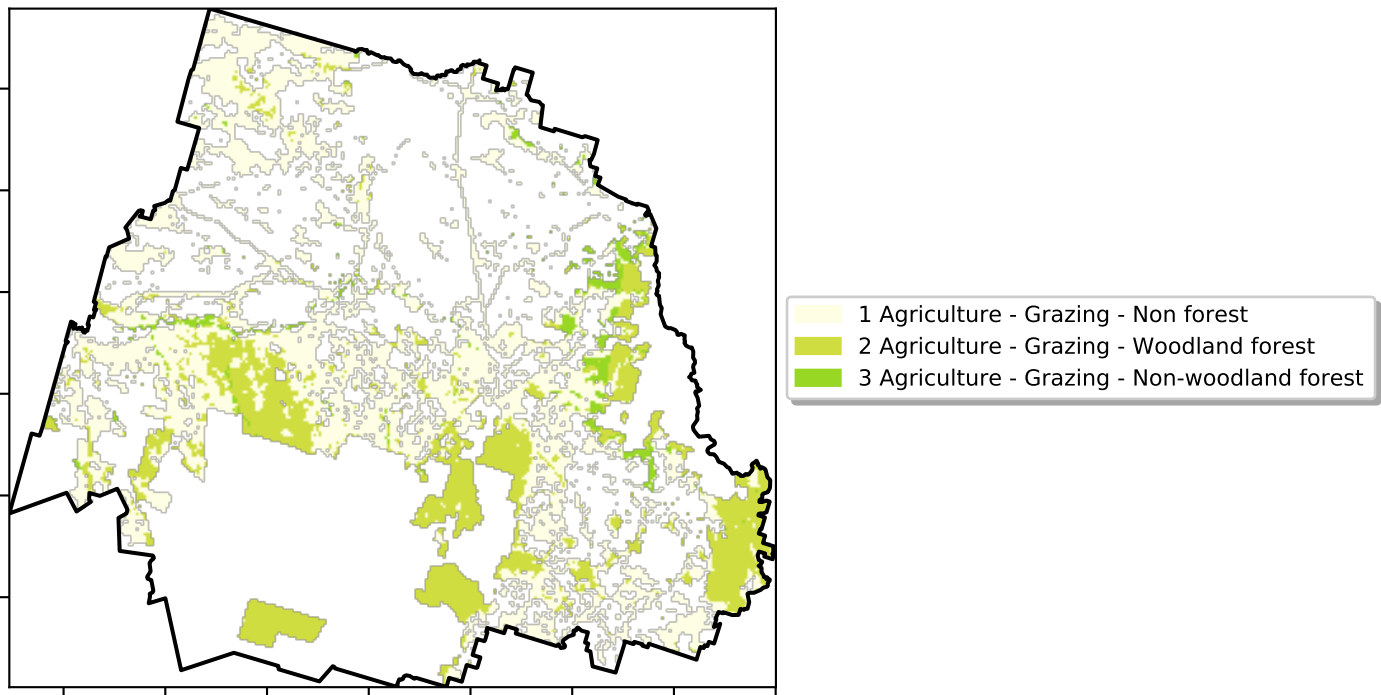 1 Agriculture - Grazing - Non forest
2 Agriculture - Grazing - Woodland forest
3 Agriculture - Grazing - Non-woodland forest